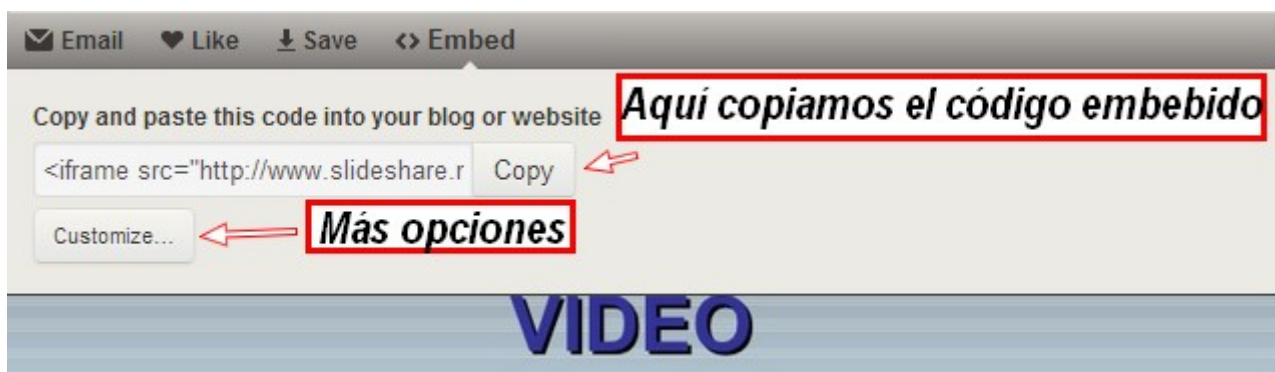 Email Like Save <> Embed
Copy and paste this code into your blog or website
Aquí copiamos el código embebido
<iframe src="http://www.slideshare.r Copy
Customize...
Más opciones
VIDEO